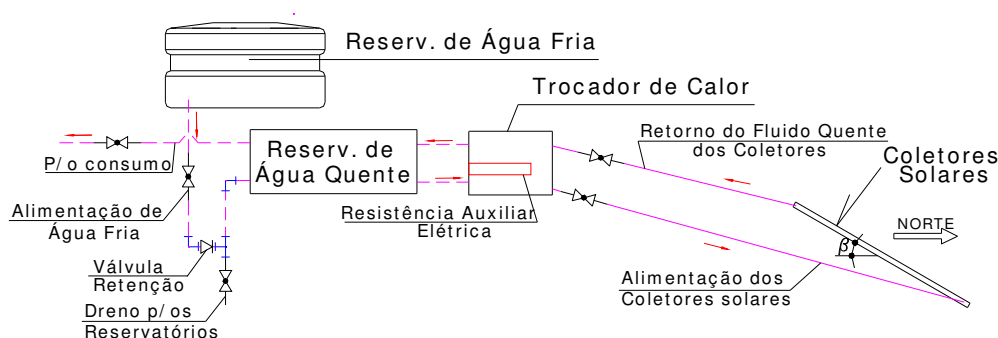 Reserv. de Água Fria
Trocador de Calor
P/ o consumo
Reserv. de
Água Quente
Retorno do Fluido Quente
dos Coletores
Coletores
Solares
Alimentação de
Água Fria
Resistência Auxiliar
Elétrica
NORTE
β
Válvula
Retenção
Alimentação dos
Coletores solares
Dreno p/ os
Reservatórios